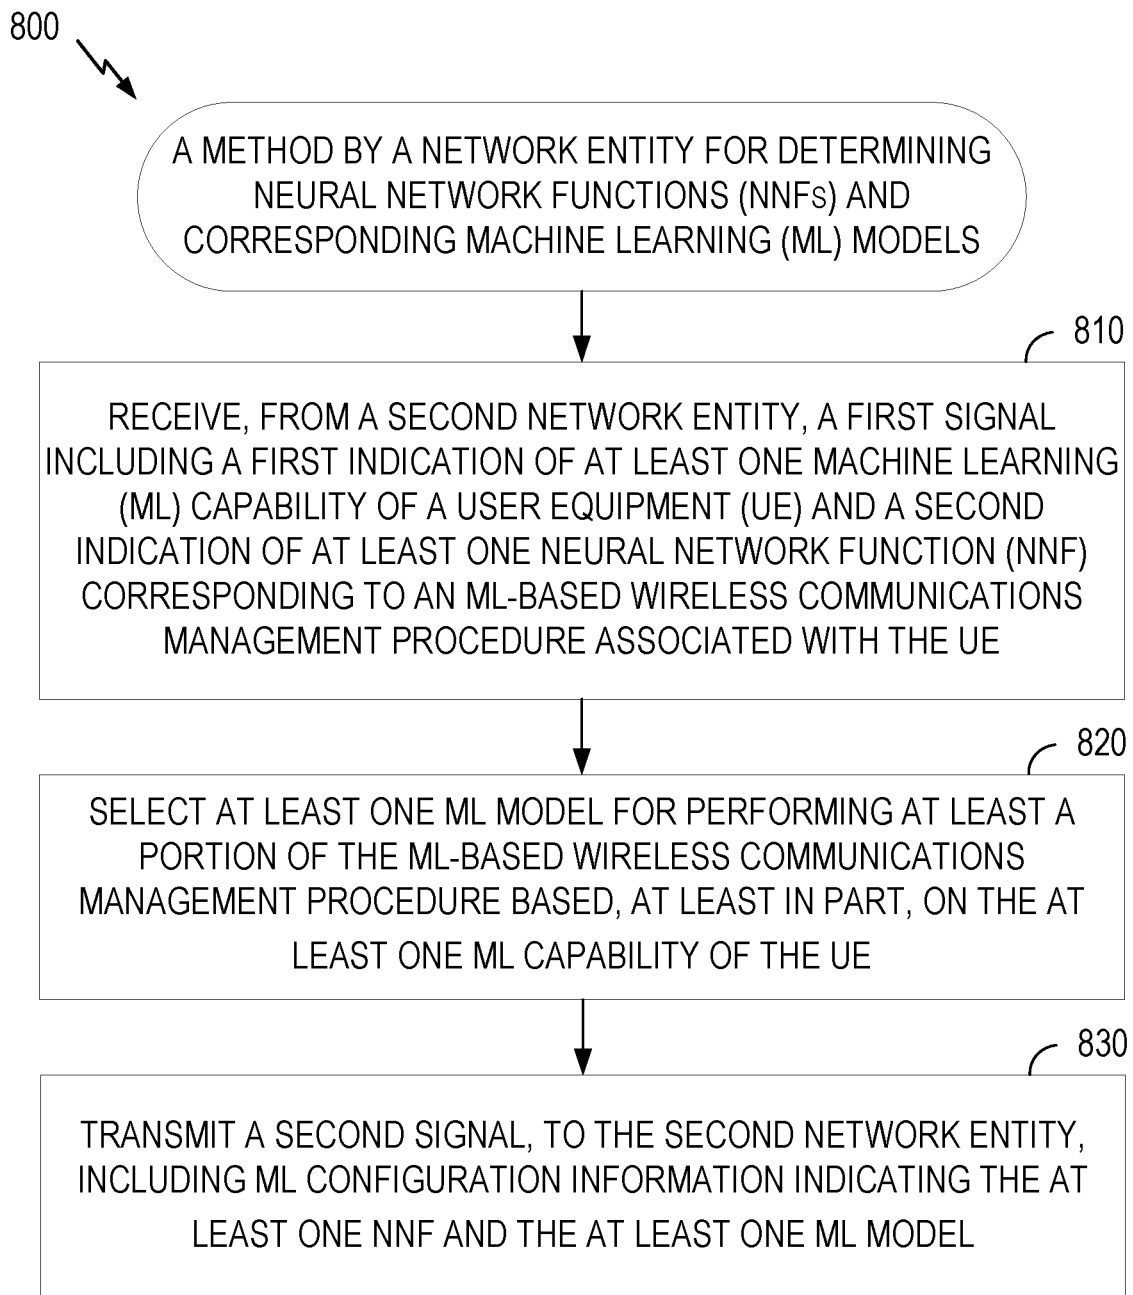 800
A METHOD BY A NETWORK ENTITY FOR DETERMINING
NEURAL NETWORK FUNCTIONS (NNFS) AND
CORRESPONDING MACHINE LEARNING (ML) MODELS
810
RECEIVE, FROM A SECOND NETWORK ENTITY, A FIRST SIGNAL
INCLUDING A FIRST INDICATION OF AT LEAST ONE MACHINE LEARNING
(ML) CAPABILITY OF A USER EQUIPMENT (UE) AND A SECOND
INDICATION OF AT LEAST ONE NEURAL NETWORK FUNCTION (NNF)
CORRESPONDING TO AN ML-BASED WIRELESS COMMUNICATIONS
MANAGEMENT PROCEDURE ASSOCIATED WITH THE UE
820
SELECT AT LEAST ONE ML MODEL FOR PERFORMING AT LEAST A
PORTION OF THE ML-BASED WIRELESS COMMUNICATIONS
MANAGEMENT PROCEDURE BASED, AT LEAST IN PART, ON THE AT
LEAST ONE ML CAPABILITY OF THE UE
830
TRANSMIT A SECOND SIGNAL, TO THE SECOND NETWORK ENTITY,
INCLUDING ML CONFIGURATION INFORMATION INDICATING THE AT
LEAST ONE NNF AND THE AT LEAST ONE ML MODEL